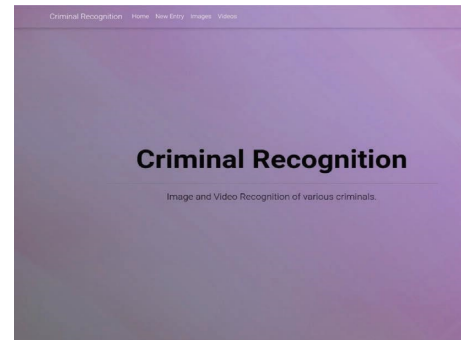 Criminal Recognition Home New Entry Images Videos
Criminal Recognition
Image and Video Recognition of various criminals.